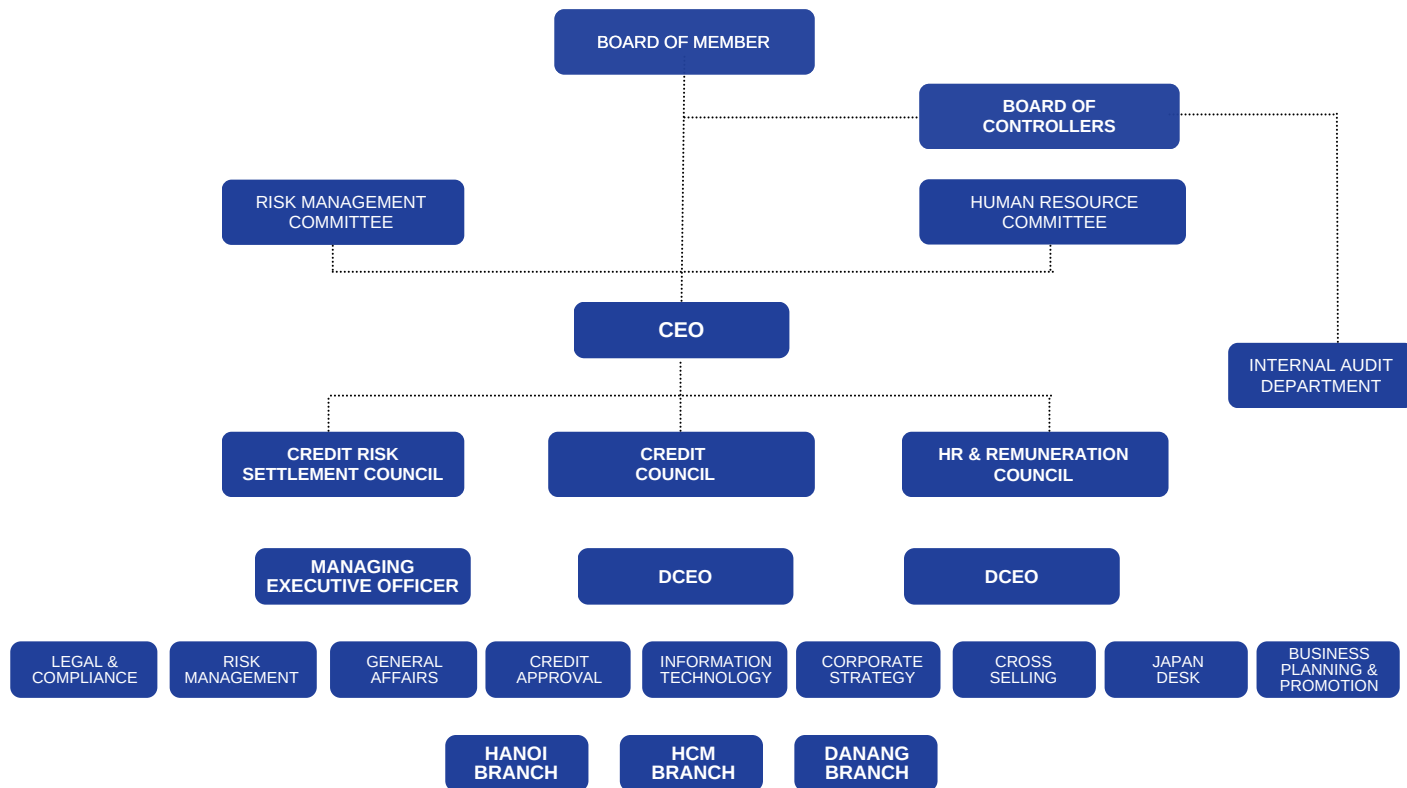 BOARD OF MEMBER
BOARD OF
CONTROLLERS
RISK MANAGEMENT
COMMITTEE
HUMAN RESOURCE
COMMITTEE
CEO
INTERNAL AUDIT
DEPARTMENT
CREDIT RISK
SETTLEMENT COUNCIL
CREDIT
COUNCIL
HR & REMUNERATION
COUNCIL
MANAGING
EXECUTIVE OFFICER
DCEO
DCEO
LEGAL &
COMPLIANCE
RISK
MANAGEMENT
GENERAL
AFFAIRS
CREDIT
APPROVAL
INFORMATION
TECHNOLOGY
CORPORATE
STRATEGY
CROSS
SELLING
JAPAN
DESK
BUSINESS
PLANNING &
PROMOTION
HANOI
BRANCH
HCM
BRANCH
DANANG
BRANCH